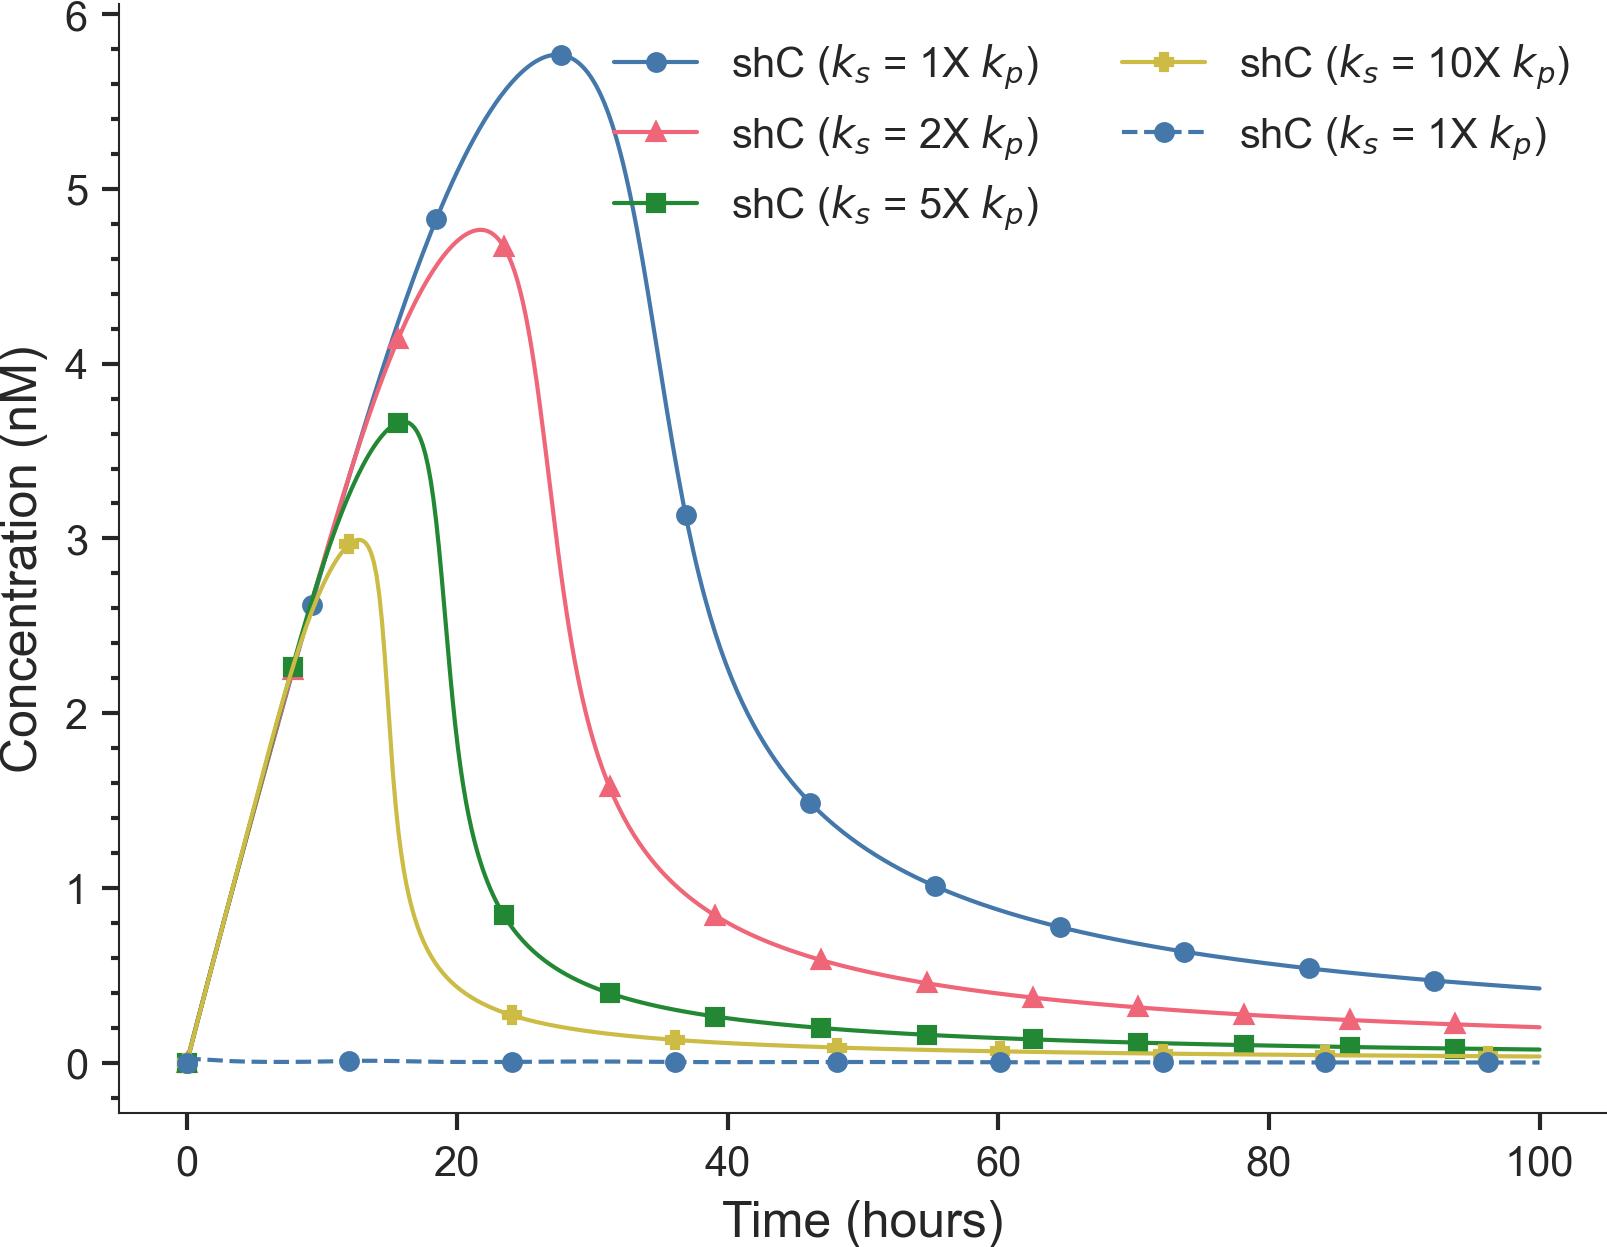 6
5
4
3
2
1
0
Concentration (nM)
shC (kₛ = 1X kₚ)
shC (kₛ = 2X kₚ)
shC (kₛ = 5X kₚ)
shC (kₛ = 10X kₚ)
shC (kₛ = 1X kₚ)
0 20 40 60 80 100
Time (hours)